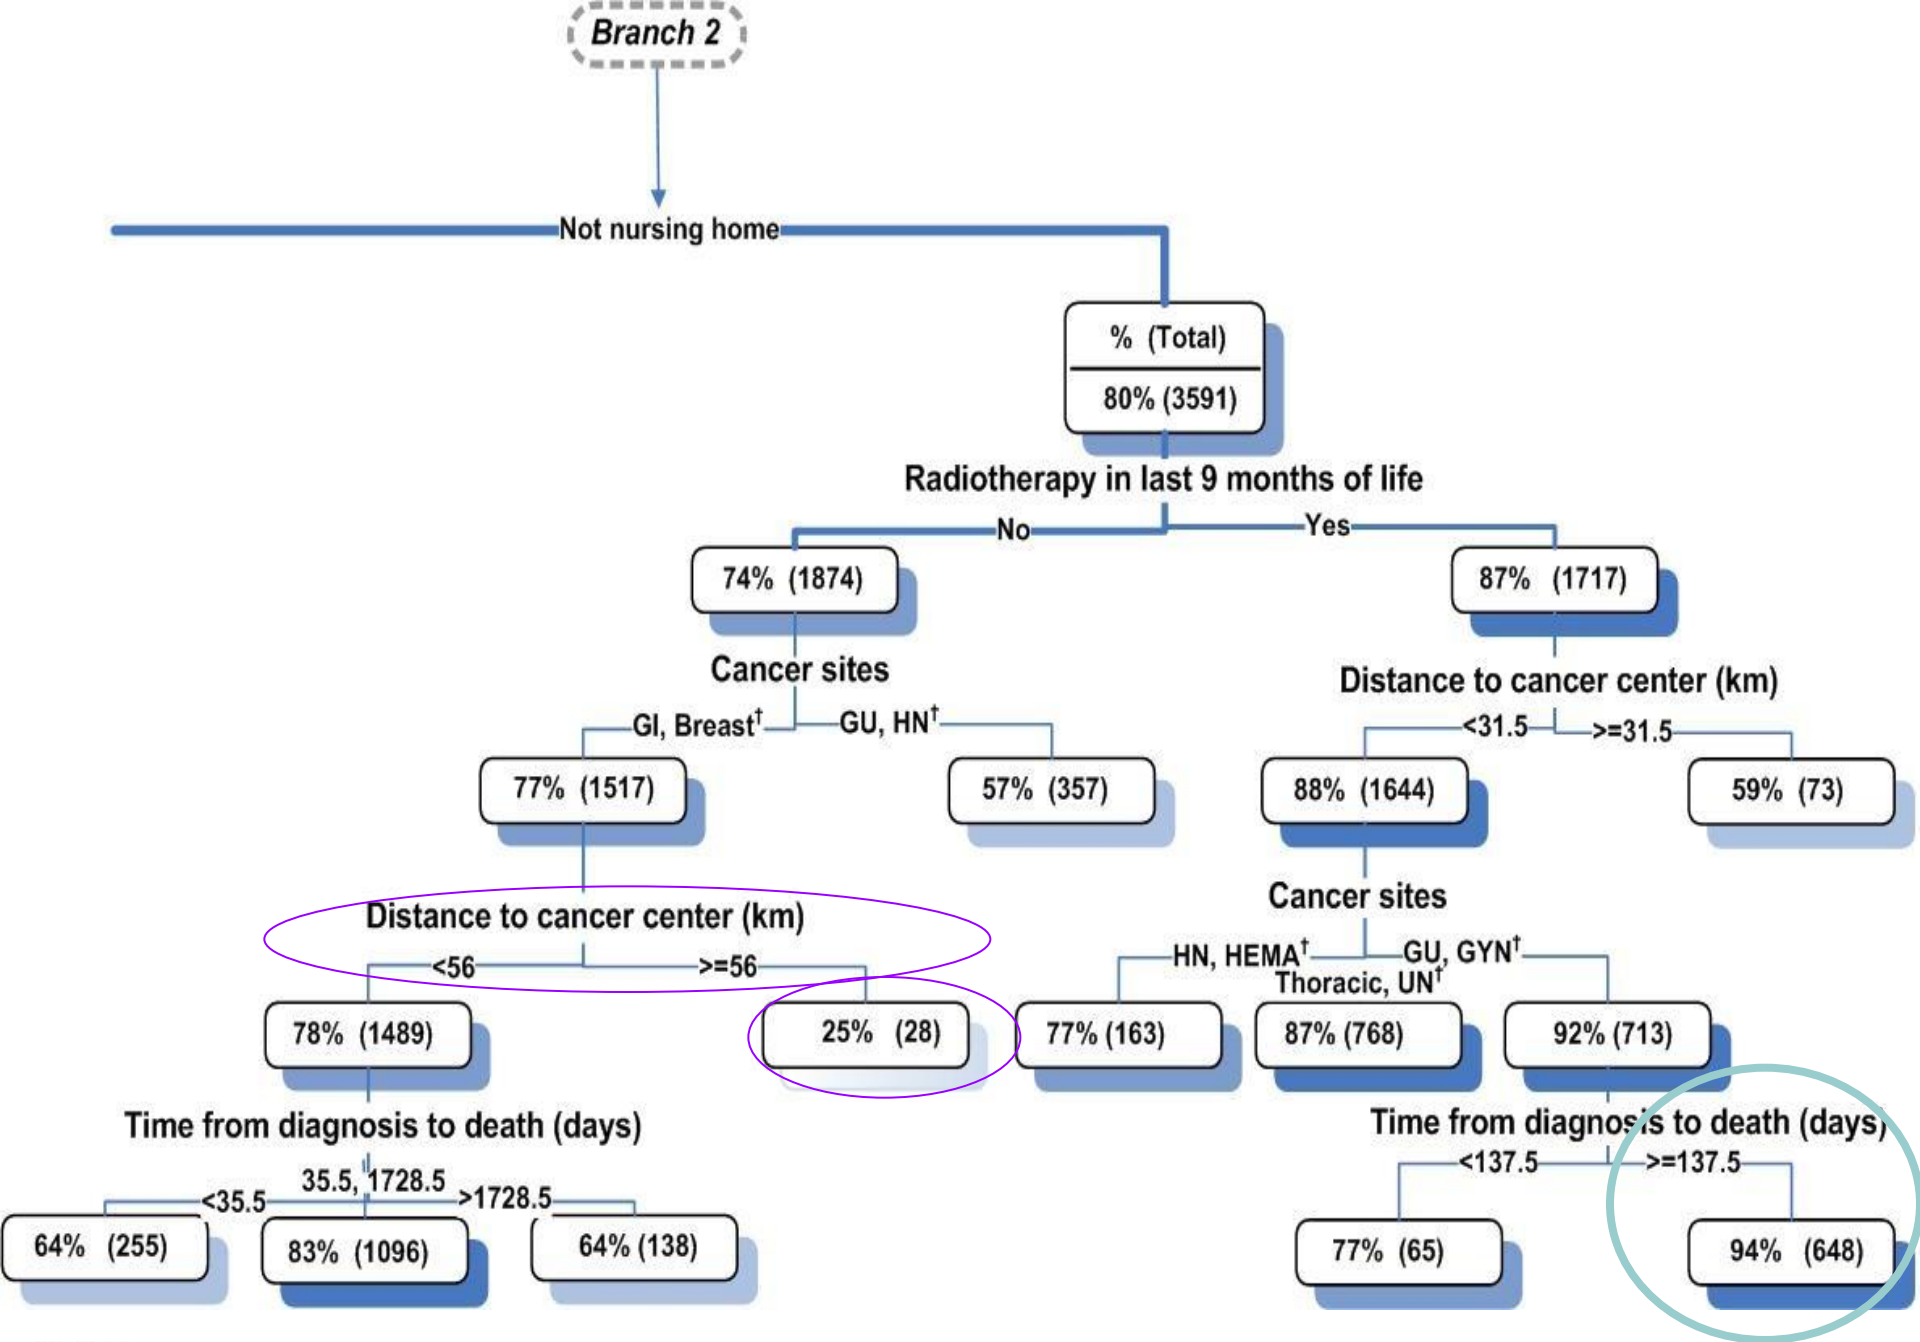 Branch 2
Not nursing home
% (Total)
80% (3591)
Radiotherapy in last 9 months of life
No
Yes
74% (1874)
87% (1717)
Cancer sites
Distance to cancer center (km)
GI, Breast†
GU, HN†
<31.5
>=31.5
77% (1517)
57% (357)
88% (1644)
59% (73)
Distance to cancer center (km)
Cancer sites
<56
>=56
HN, HEMA†
GU, GYN†
Thoracic, UN†
78% (1489)
25% (28)
77% (163)
87% (768)
92% (713)
Time from diagnosis to death (days)
Time from diagnosis to death (days)
<35.5
35.5, 1728.5
>1728.5
<137.5
>=137.5
64% (255)
83% (1096)
64% (138)
77% (65)
94% (648)